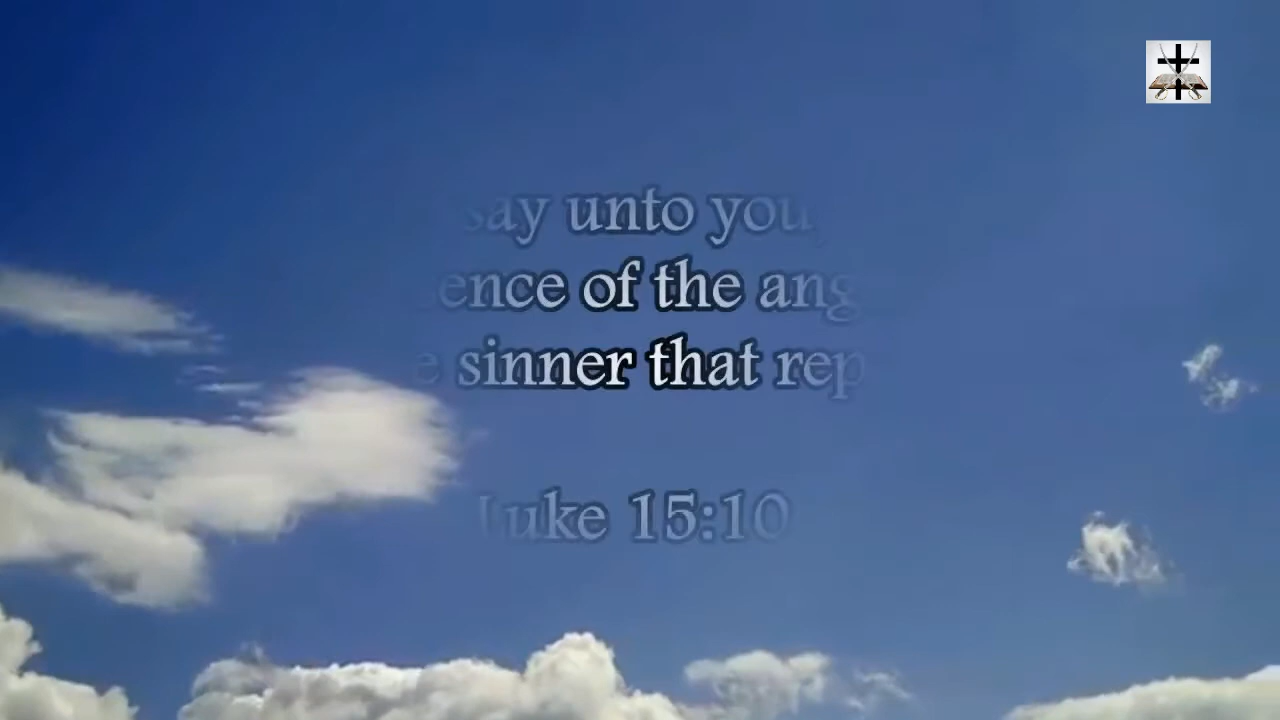 say unto you,
ence of the ang
e sinner that rep
Luke 15:10